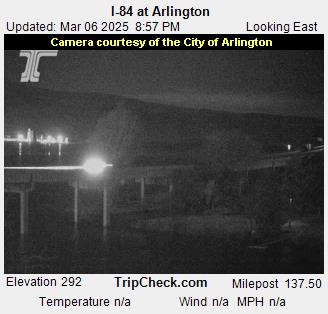 I-84 at Arlington
Updated: Mar 06 2025 8:57 PM Looking East
Camera courtesy of the City of Arlington
Elevation 292 TripCheck.com Milepost 137.50
Temperature n/a Wind n/a MPH n/a